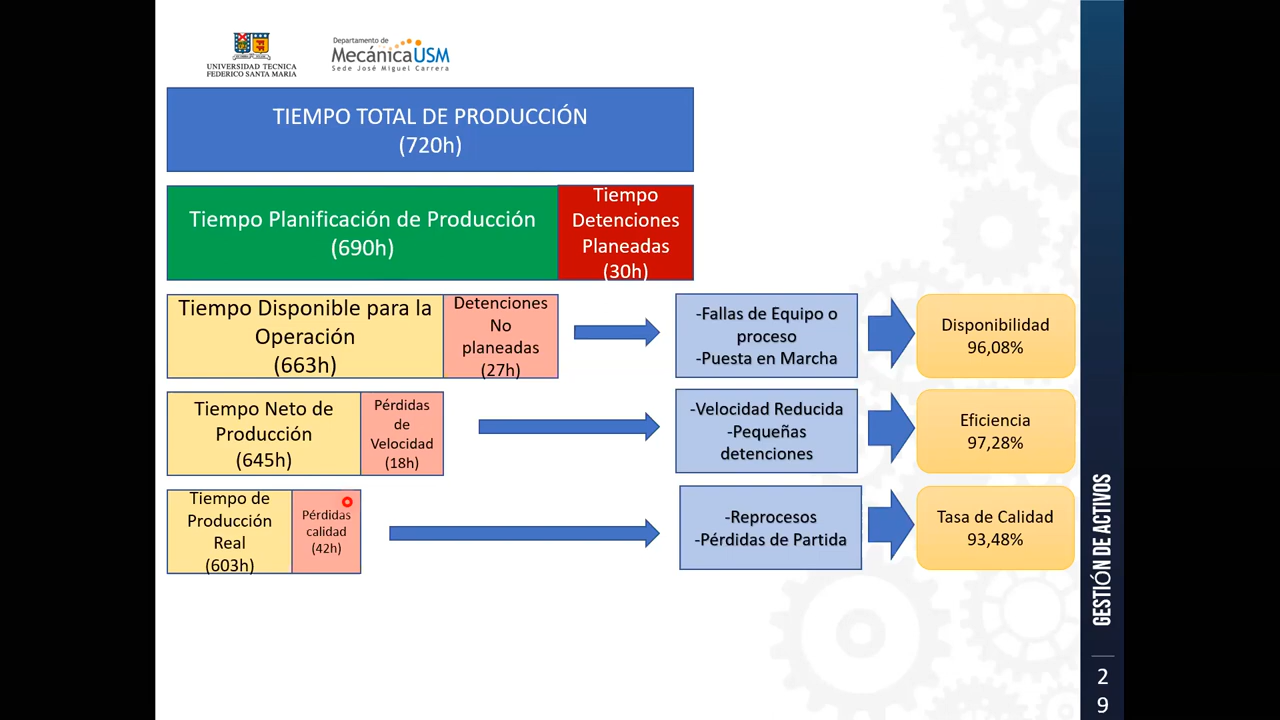 UNIVERSIDAD TECNICA
FEDERICO SANTA MARIA
Departamento de
MecánicaUSM
Sede José Miguel Carrera
TIEMPO TOTAL DE PRODUCCIÓN
(720h)
Tiempo Planificación de Producción
(690h)
Tiempo
Detenciones
Planeadas
(30h)
Tiempo Disponible para la
Operación
(663h)
Detenciones
No
planeadas
(27h)
-Fallas de Equipo o
proceso
-Puesta en Marcha
Disponibilidad
96,08%
Tiempo Neto de
Producción
(645h)
Pérdidas
de
Velocidad
(18h)
-Velocidad Reducida
-Pequeñas
detenciones
Eficiencia
97,28%
Tiempo de
Producción
Real
(603h)
Pérdidas
calidad
(42h)
-Reprocesos
-Pérdidas de Partida
Tasa de Calidad
93,48%
GESTIÓN DE ACTIVOS
2
9